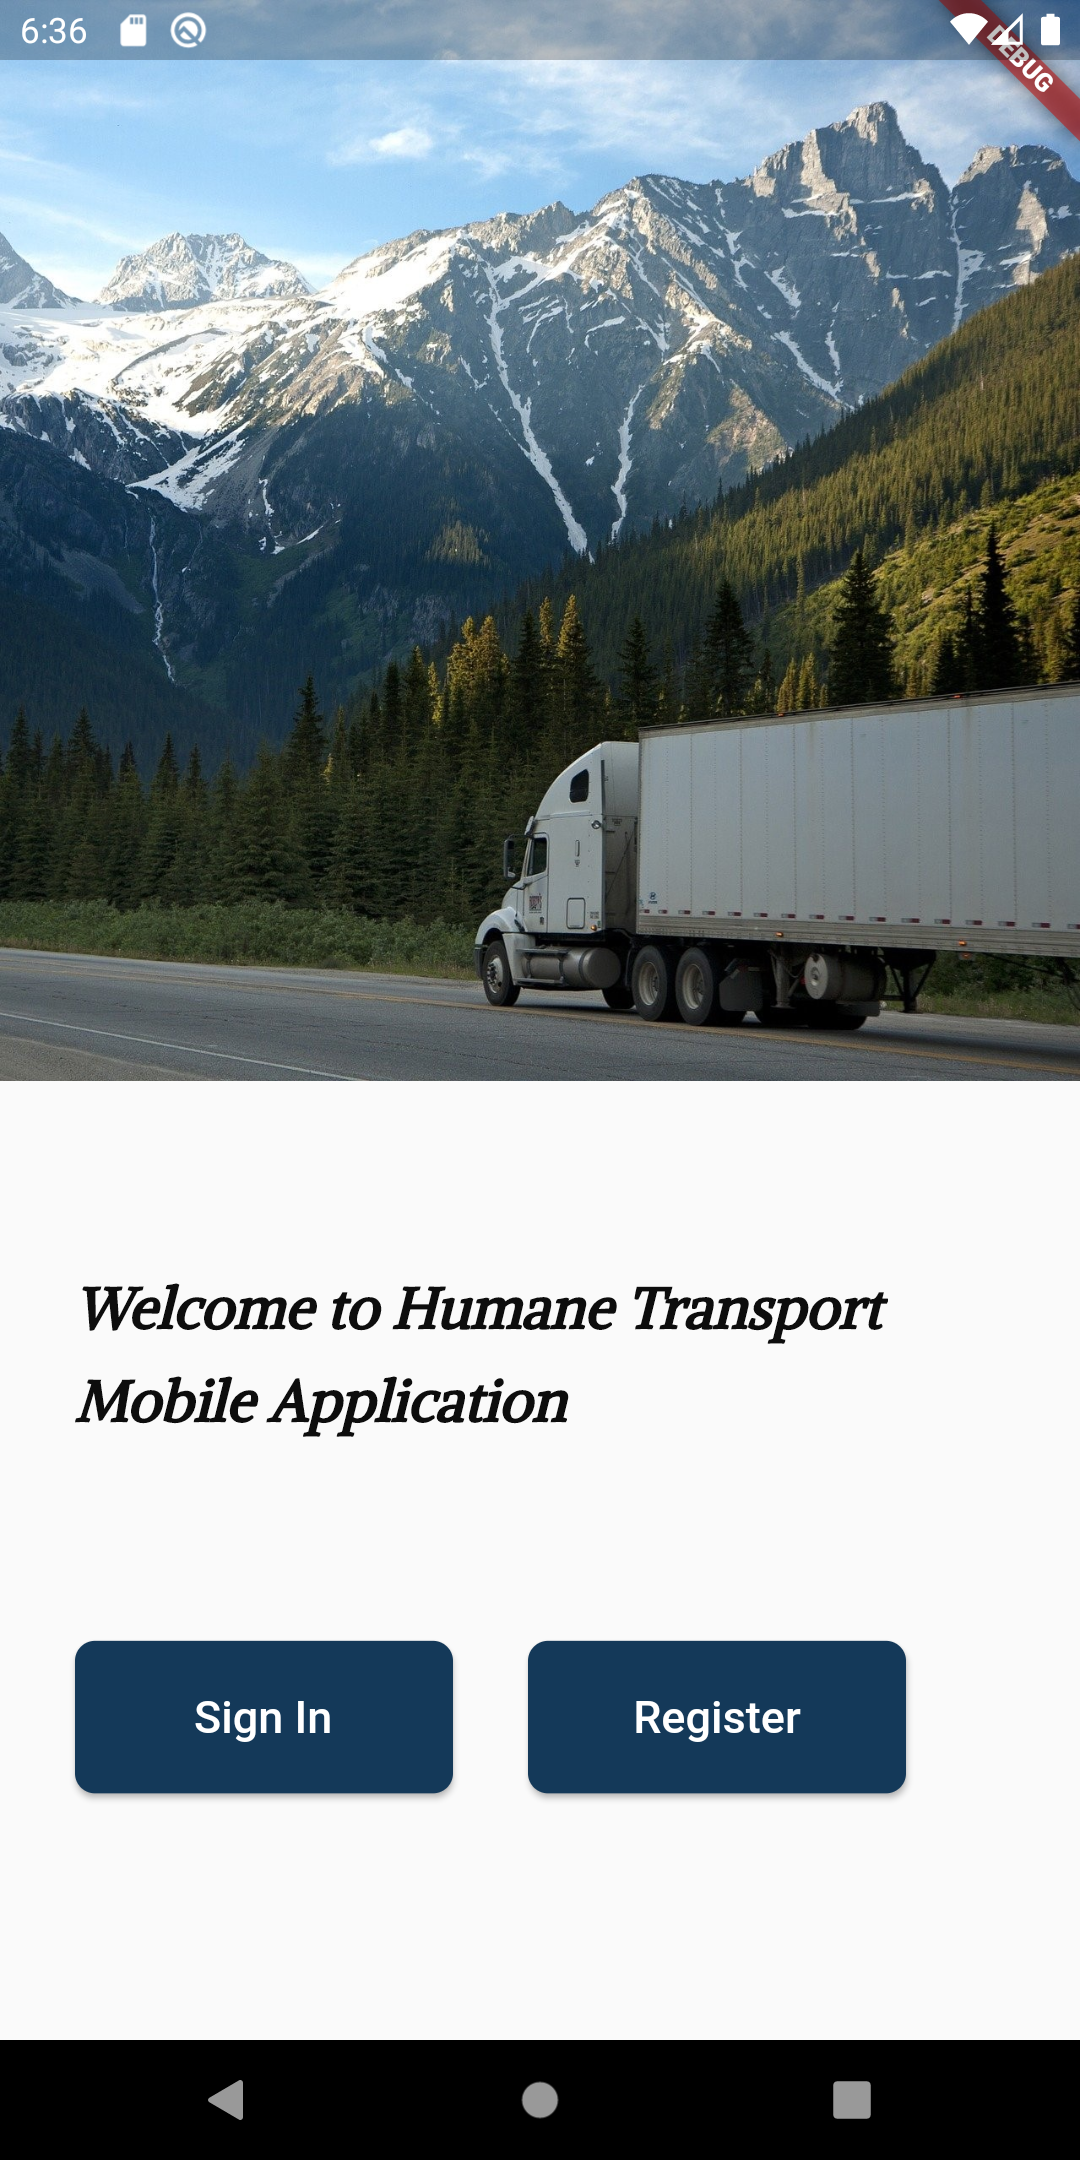 6:36
DEBUG
Welcome to Humane Transport
Mobile Application
Sign In
Register